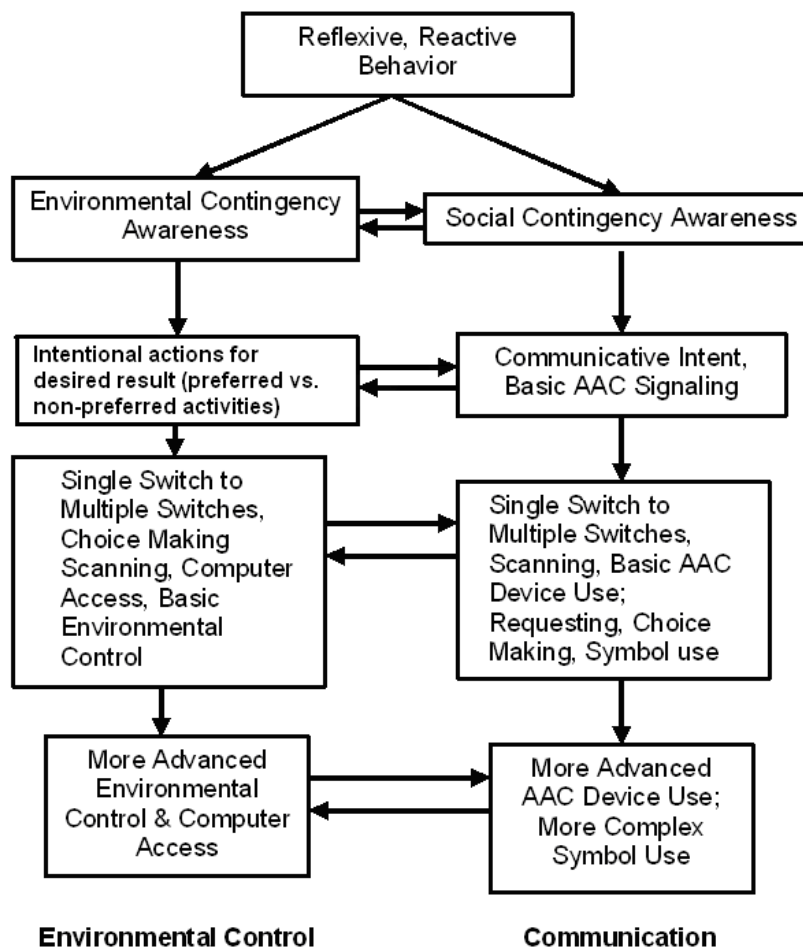 Reflexive, Reactive
Behavior
Environmental Contingency
Awareness
Social Contingency Awareness
Intentional actions for
desired result (preferred vs.
non-preferred activities)
Communicative Intent,
Basic AAC Signaling
Single Switch to
Multiple Switches,
Choice Making
Scanning, Computer
Access, Basic
Environmental
Control
Single Switch to
Multiple Switches,
Scanning, Basic AAC
Device Use;
Requesting, Choice
Making, Symbol use
More Advanced
Environmental
Control & Computer
Access
More Advanced
AAC Device Use;
More Complex
Symbol Use
Environmental Control
Communication